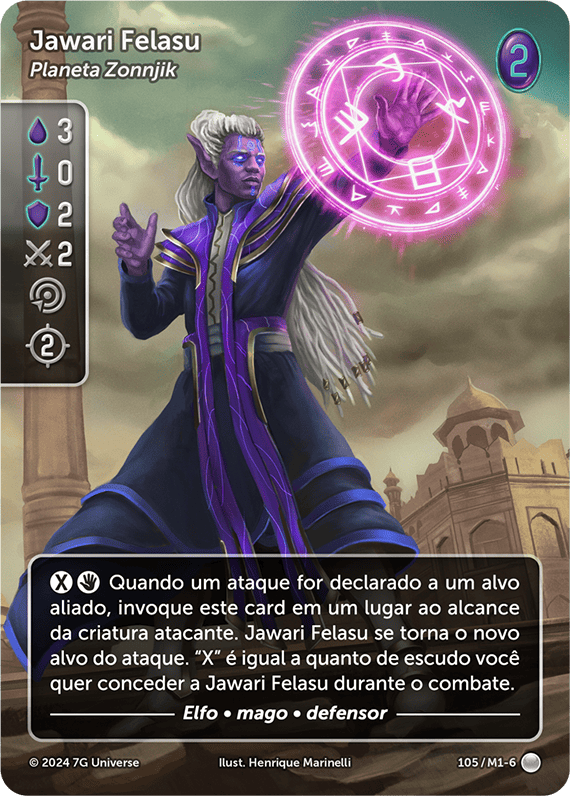 Jawari Felasu
Planeta Zonnjik
2
3
0
2
2
2
X Quando um ataque for declarado a um alvo
aliado, invoque este card em um lugar ao alcance
da criatura atacante. Jawari Felasu se torna o novo
alvo do ataque. “X” é igual a quanto de escudo você
quer conceder a Jawari Felasu durante o combate.
Elfo • mago • defensor
© 2024 7G Universe
Ilust. Henrique Marinelli
105 / M1-6